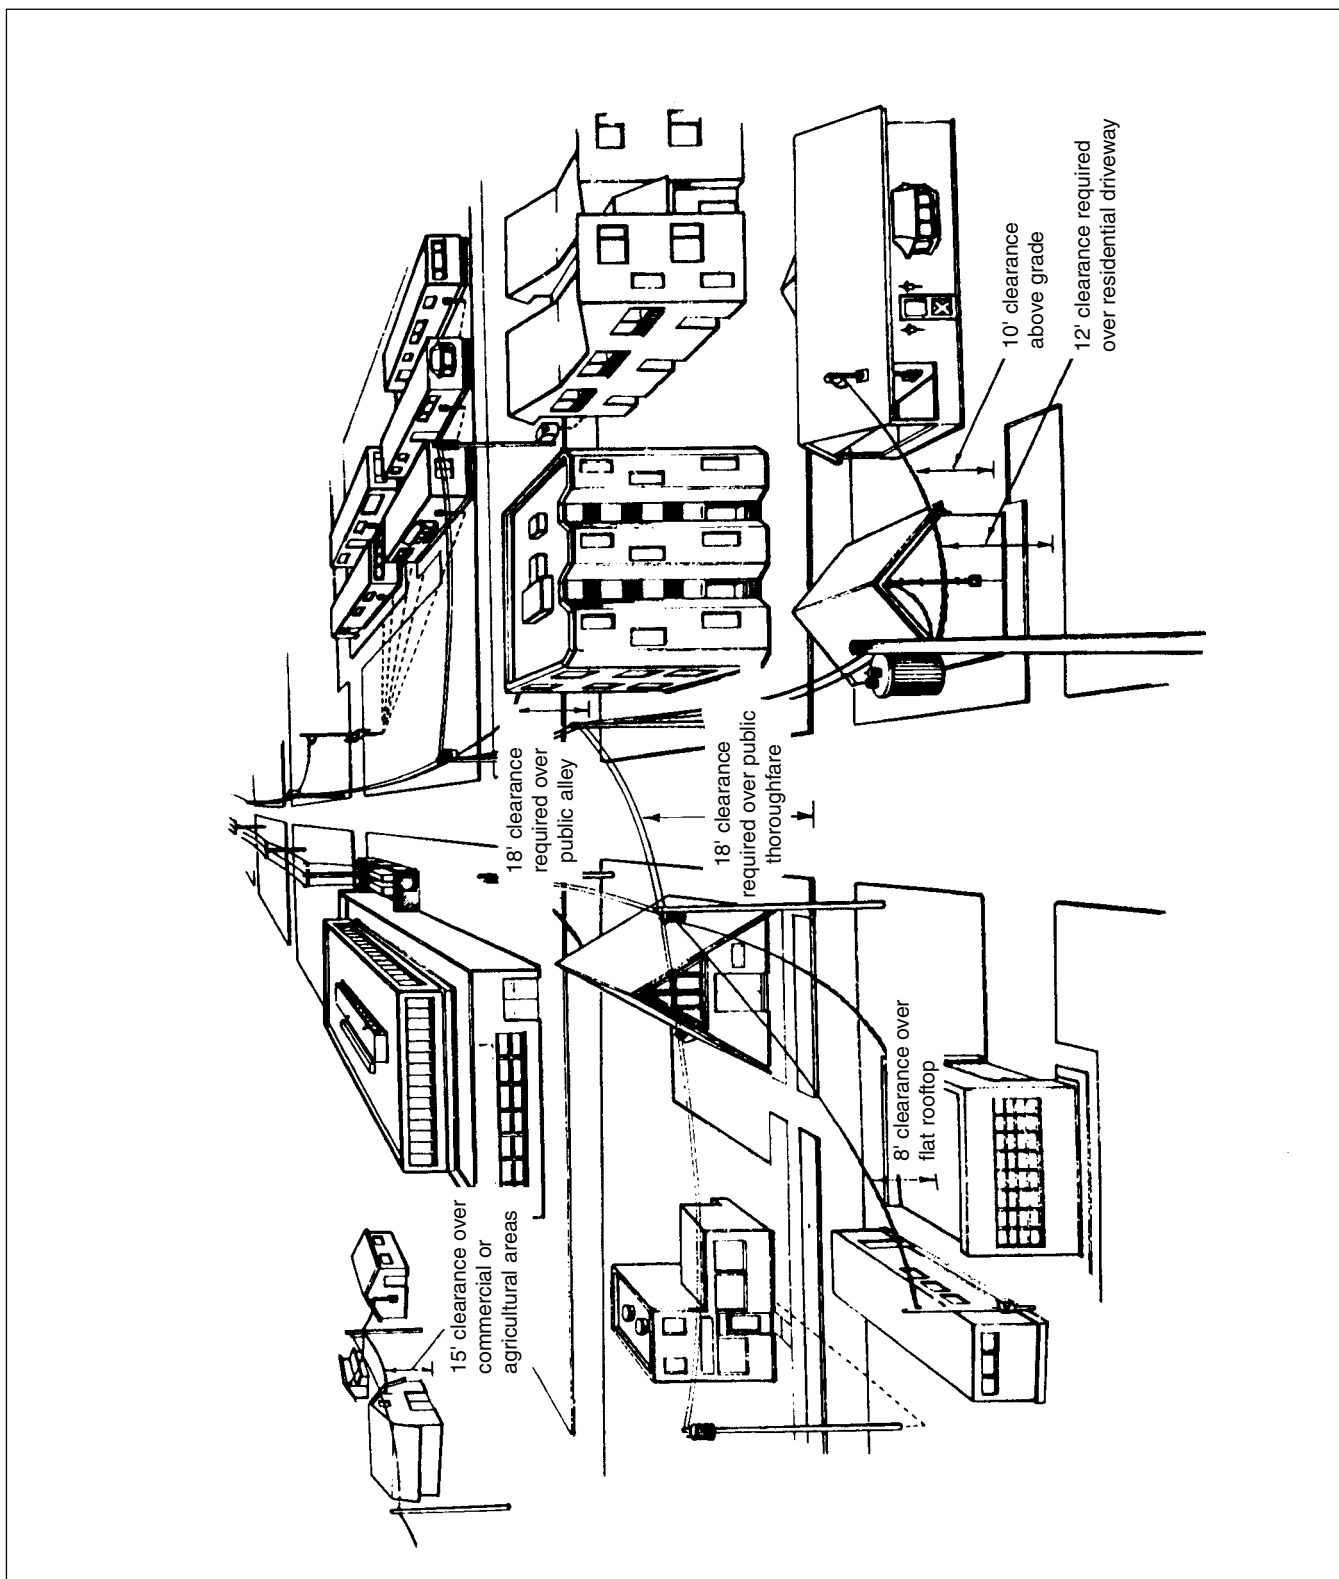 15' clearance over
commercial or
agricultural areas
18' clearance
required over
public alley
18' clearance
required over public
thoroughfare
8' clearance over
flat rooftop
10' clearance
above grade
12' clearance required
over residential driveway